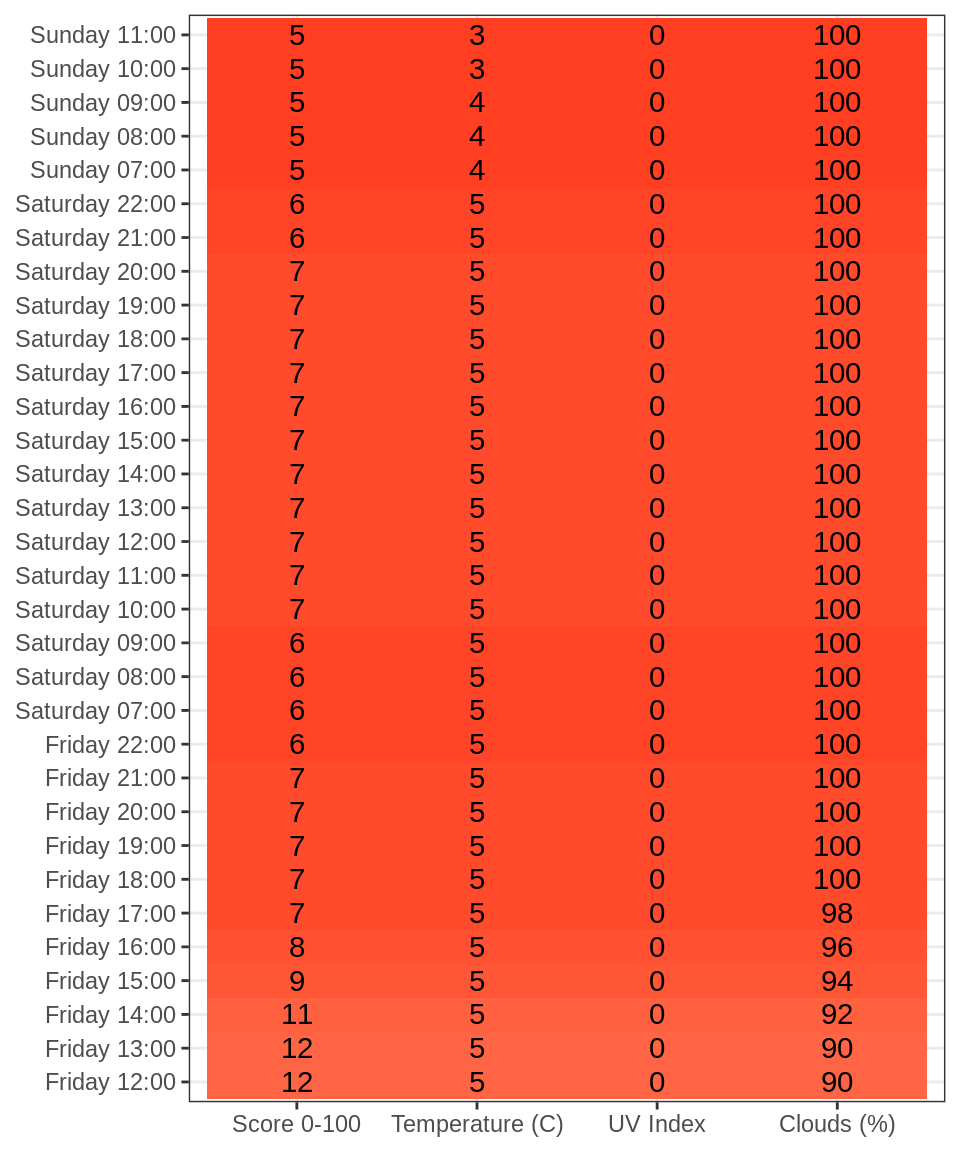 Sunday 11:00 5 3 0 100
Sunday 10:00 5 3 0 100
Sunday 09:00 5 4 0 100
Sunday 08:00 5 4 0 100
Sunday 07:00 5 4 0 100
Saturday 22:00 6 5 0 100
Saturday 21:00 6 5 0 100
Saturday 20:00 7 5 0 100
Saturday 19:00 7 5 0 100
Saturday 18:00 7 5 0 100
Saturday 17:00 7 5 0 100
Saturday 16:00 7 5 0 100
Saturday 15:00 7 5 0 100
Saturday 14:00 7 5 0 100
Saturday 13:00 7 5 0 100
Saturday 12:00 7 5 0 100
Saturday 11:00 7 5 0 100
Saturday 10:00 7 5 0 100
Saturday 09:00 6 5 0 100
Saturday 08:00 6 5 0 100
Saturday 07:00 6 5 0 100
Friday 22:00 6 5 0 100
Friday 21:00 7 5 0 100
Friday 20:00 7 5 0 100
Friday 19:00 7 5 0 100
Friday 18:00 7 5 0 100
Friday 17:00 7 5 0 98
Friday 16:00 8 5 0 96
Friday 15:00 9 5 0 94
Friday 14:00 11 5 0 92
Friday 13:00 12 5 0 90
Friday 12:00 12 5 0 90
Score 0-100 Temperature (C) UV Index Clouds (%)